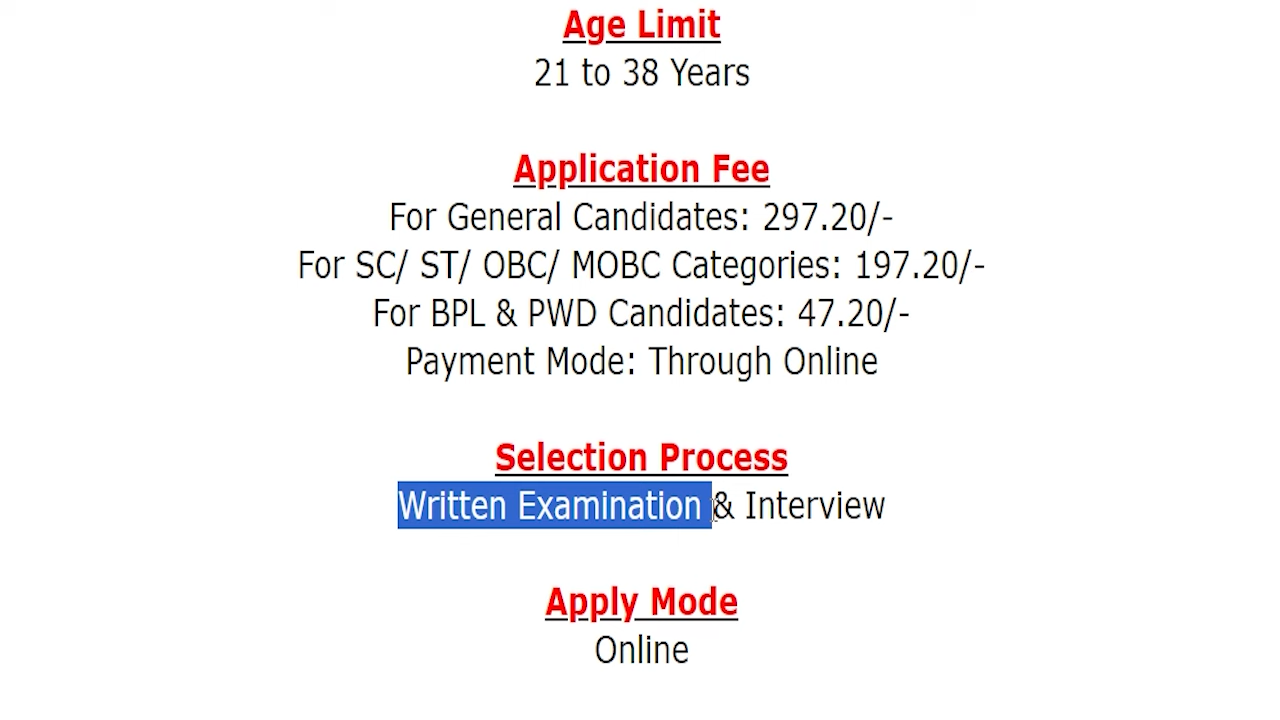 Age Limit
21 to 38 Years
Application Fee
For General Candidates: 297.20/-
For SC/ ST/ OBC/ MOBC Categories: 197.20/-
For BPL & PWD Candidates: 47.20/-
Payment Mode: Through Online
Selection Process
Written Examination & Interview
Apply Mode
Online